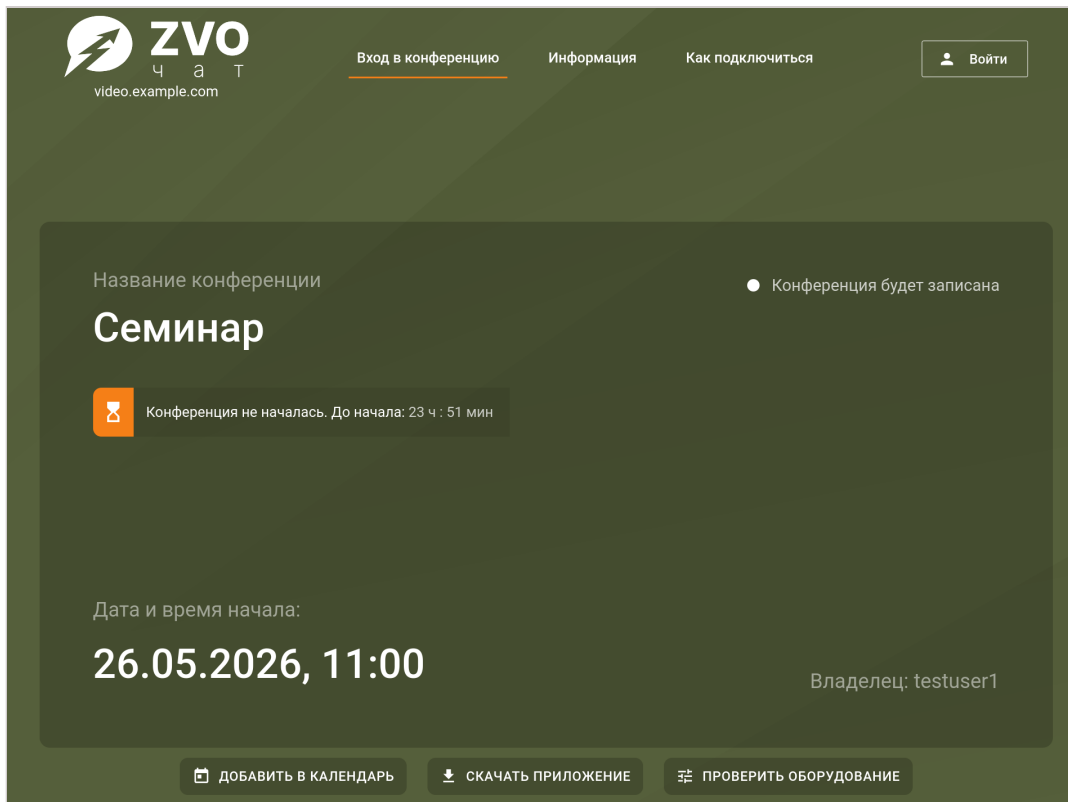 ZVO
чат
video.example.com
Вход в конференцию
Информация
Как подключиться
Войти
Название конференции
Конференция будет записана
Семинар
Конференция не началась. До начала: 23 ч : 51 мин
Дата и время начала:
26.05.2026, 11:00
Владелец: testuser1
ДОБАВИТЬ В КАЛЕНДАРЬ
СКАЧАТЬ ПРИЛОЖЕНИЕ
ПРОВЕРИТЬ ОБОРУДОВАНИЕ